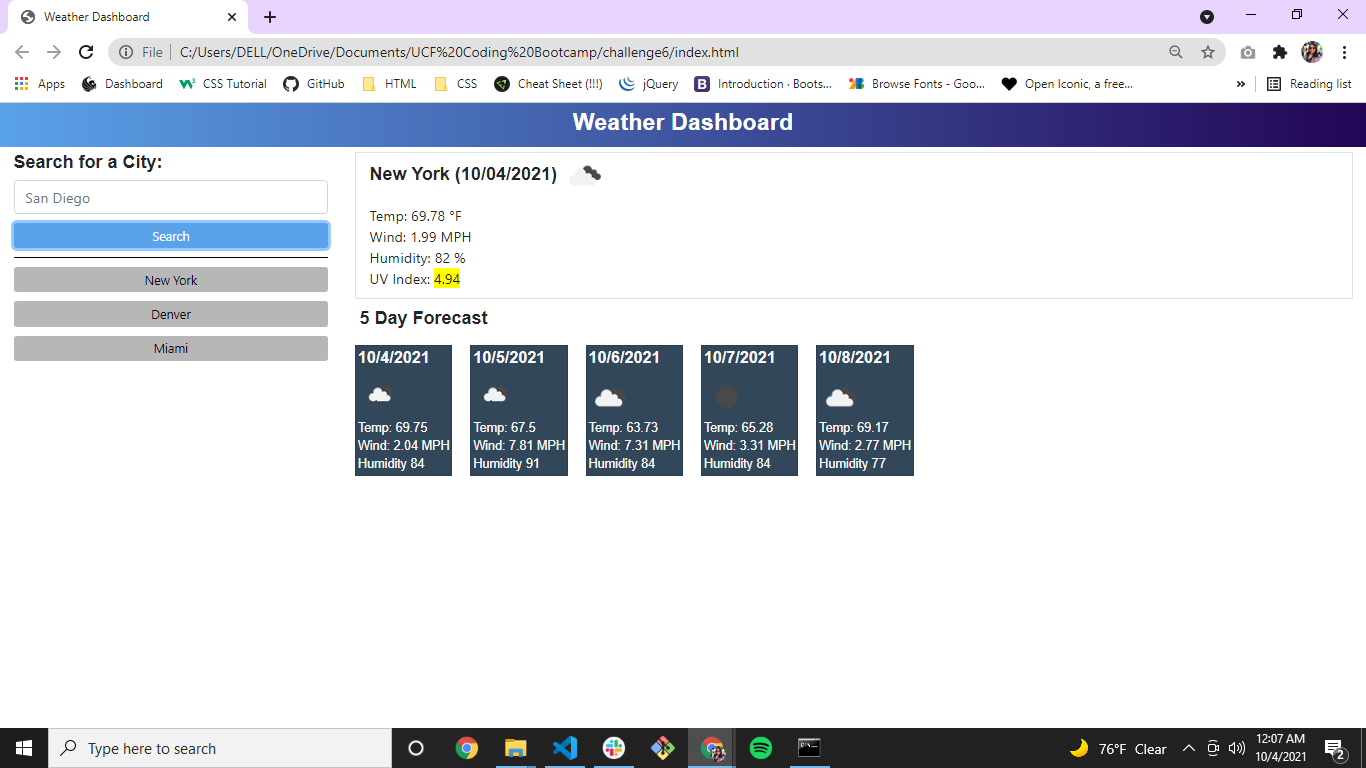 Weather Dashboard
File C:/Users/DELL/OneDrive/Documents/UCF%20Coding%20Bootcamp/challenge6/index.html
Apps Dashboard CSS Tutorial GitHub HTML CSS Cheat Sheet (!!!) jQuery Introduction · Boots... Browse Fonts - Goo... Open Iconic, a free... » Reading list
Weather Dashboard
Search for a City:
San Diego
Search
New York
Denver
Miami
New York (10/04/2021)
Temp: 69.78 °F
Wind: 1.99 MPH
Humidity: 82 %
UV Index: 4.94
5 Day Forecast
10/4/2021
Temp: 69.75
Wind: 2.04 MPH
Humidity 84
10/5/2021
Temp: 67.5
Wind: 7.81 MPH
Humidity 91
10/6/2021
Temp: 63.73
Wind: 7.31 MPH
Humidity 84
10/7/2021
Temp: 65.28
Wind: 3.31 MPH
Humidity 84
10/8/2021
Temp: 69.17
Wind: 2.77 MPH
Humidity 77
Type here to search
76°F Clear
12:07 AM
10/4/2021
2